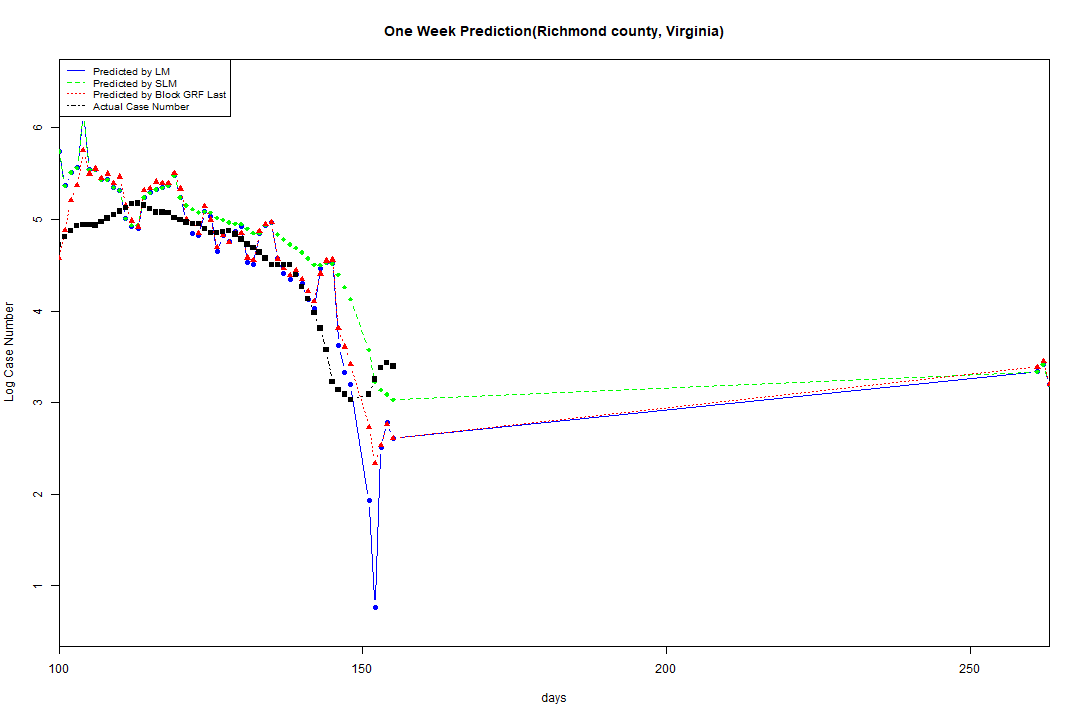 One Week Prediction(Richmond county, Virginia)
Predicted by LM
Predicted by SLM
Predicted by Block GRF Last
Actual Case Number
Log Case Number
6
5
4
3
2
1
100
150
200
250
days